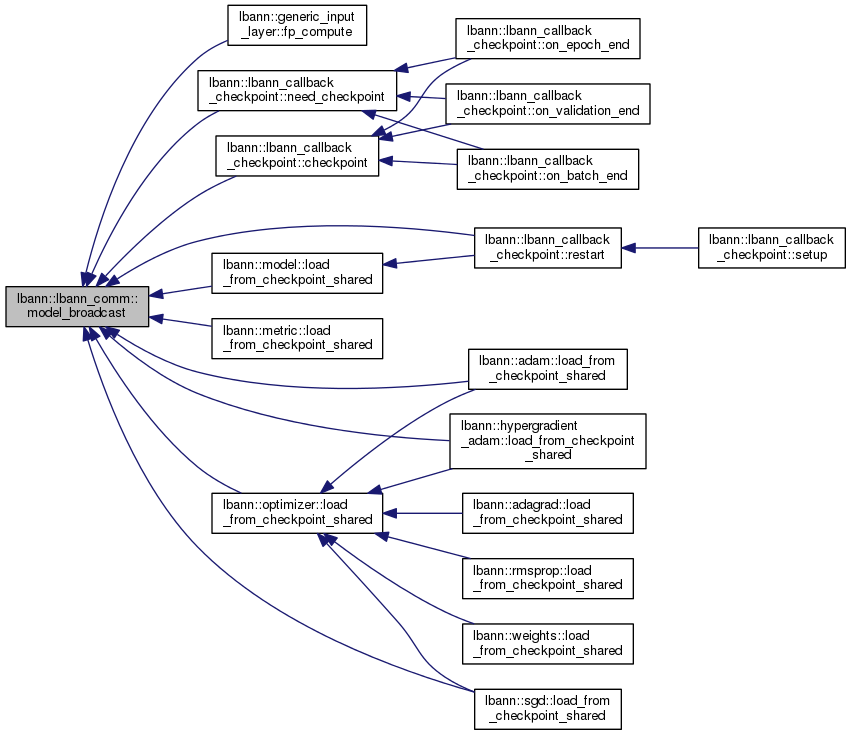 lbann::generic_input
_layer::fp_compute
lbann::lbann_callback
_checkpoint::on_epoch_end
lbann::lbann_callback
_checkpoint::need_checkpoint
lbann::lbann_callback
_checkpoint::on_validation_end
lbann::lbann_callback
_checkpoint::checkpoint
lbann::lbann_callback
_checkpoint::on_batch_end
lbann::lbann_callback
_checkpoint::restart
lbann::lbann_callback
_checkpoint::setup
lbann::model::load
_from_checkpoint_shared
lbann::lbann_comm::
model_broadcast
lbann::metric::load
_from_checkpoint_shared
lbann::adam::load_from
_checkpoint_shared
lbann::hypergradient
_adam::load_from_checkpoint
_shared
lbann::optimizer::load
_from_checkpoint_shared
lbann::adagrad::load
_from_checkpoint_shared
lbann::rmsprop::load
_from_checkpoint_shared
lbann::weights::load
_from_checkpoint_shared
lbann::sgd::load_from
_checkpoint_shared